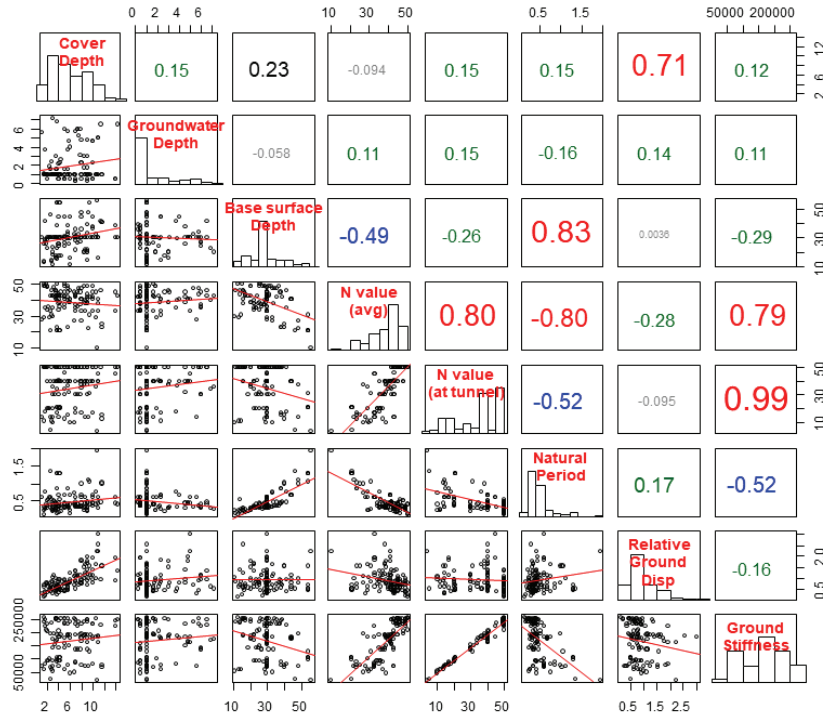 0 2 4 6
10 30 50
0.5 1.5
50000 200000
Cover
Depth
0.15
0.23
-0.094
0.15
0.15
0.71
0.12
2 4 6 8 12
0 2 4 6
Groundwater
Depth
-0.058
0.11
0.15
-0.16
0.14
0.11
Base surface
Depth
-0.49
-0.26
0.83
0.0036
-0.29
10 30 50
10 30 50
N value
(avg)
0.80
-0.80
-0.28
0.79
N value
(at tunnel)
-0.52
-0.095
0.99
10 30 50
0.5 1.5
Natural
Period
0.17
-0.52
Relative
Ground
Disp
-0.16
0.5 2.0
50000 250000
Ground
Stiffness
2 4 6 10
10 30 50
10 30 50
0.5 1.5 2.5